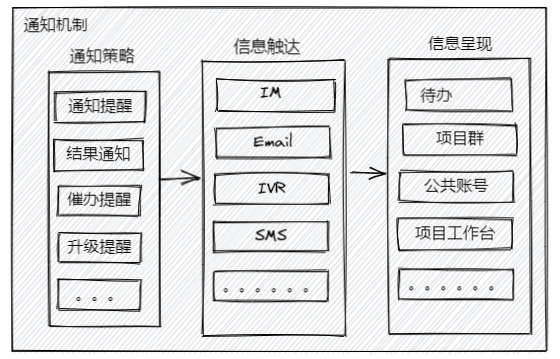 通知机制
通知策略
通知提醒
结果通知
催办提醒
升级提醒
。。。
信息触达
IM
Email
IVR
SMS
。。。。。。
信息呈现
待办
项目群
公共账号
项目工作台
。。。。。。